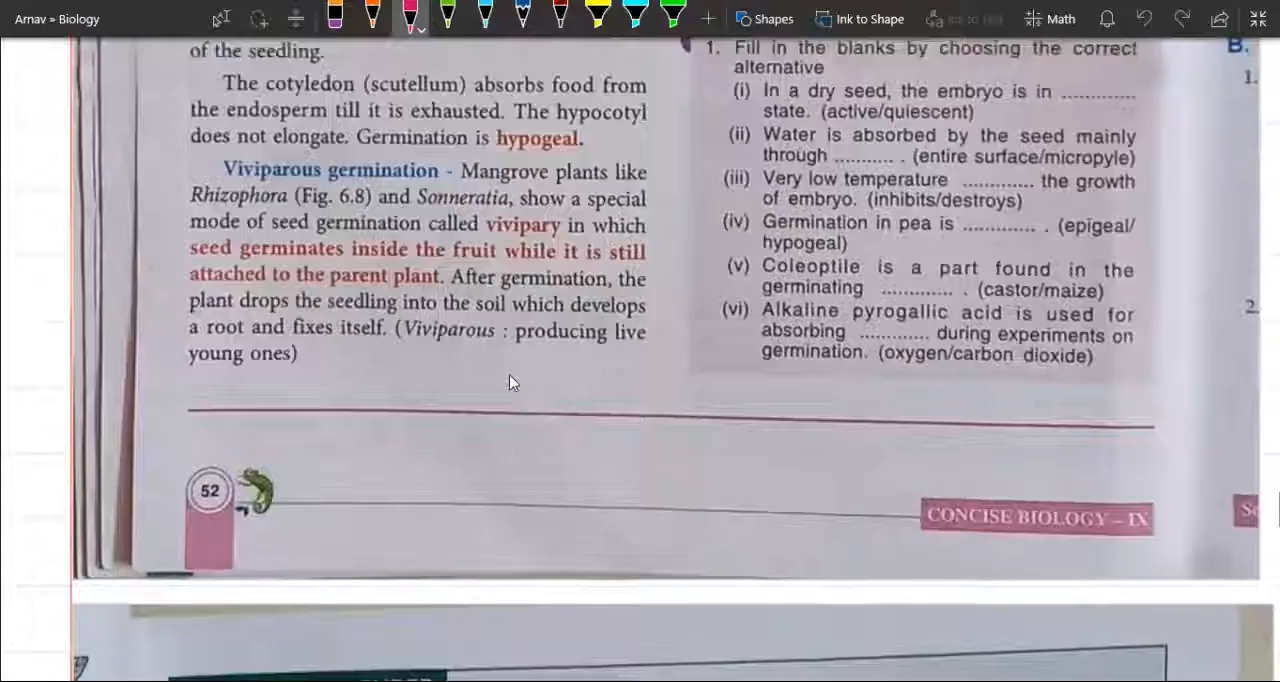 Arnav » Biology
Shapes
Ink to Shape
Math
of the seedling.
The cotyledon (scutellum) absorbs food from
the endosperm till it is exhausted. The hypocotyl
does not elongate. Germination is hypogeal.
Viviparous germination - Mangrove plants like
Rhizophora (Fig. 6.8) and Sonneratia, show a special
mode of seed germination called vivipary in which
seed germinates inside the fruit while it is still
attached to the parent plant. After germination, the
plant drops the seedling into the soil which develops
a root and fixes itself. (Viviparous : producing live
young ones)
1. Fill in the blanks by choosing the correct
alternative
(i) In a dry seed, the embryo is in .............
state. (active/quiescent)
(ii) Water is absorbed by the seed mainly
through ........... . (entire surface/micropyle)
(iii) Very low temperature ............. the growth
of embryo. (inhibits/destroys)
(iv) Germination in pea is ............. . (epigeal/
hypogeal)
(v) Coleoptile is a part found in the
germinating ............. . (castor/maize)
(vi) Alkaline pyrogallic acid is used for
absorbing ............. during experiments on
germination. (oxygen/carbon dioxide)
B.
1.
2.
52
CONCISE BIOLOGY – IX